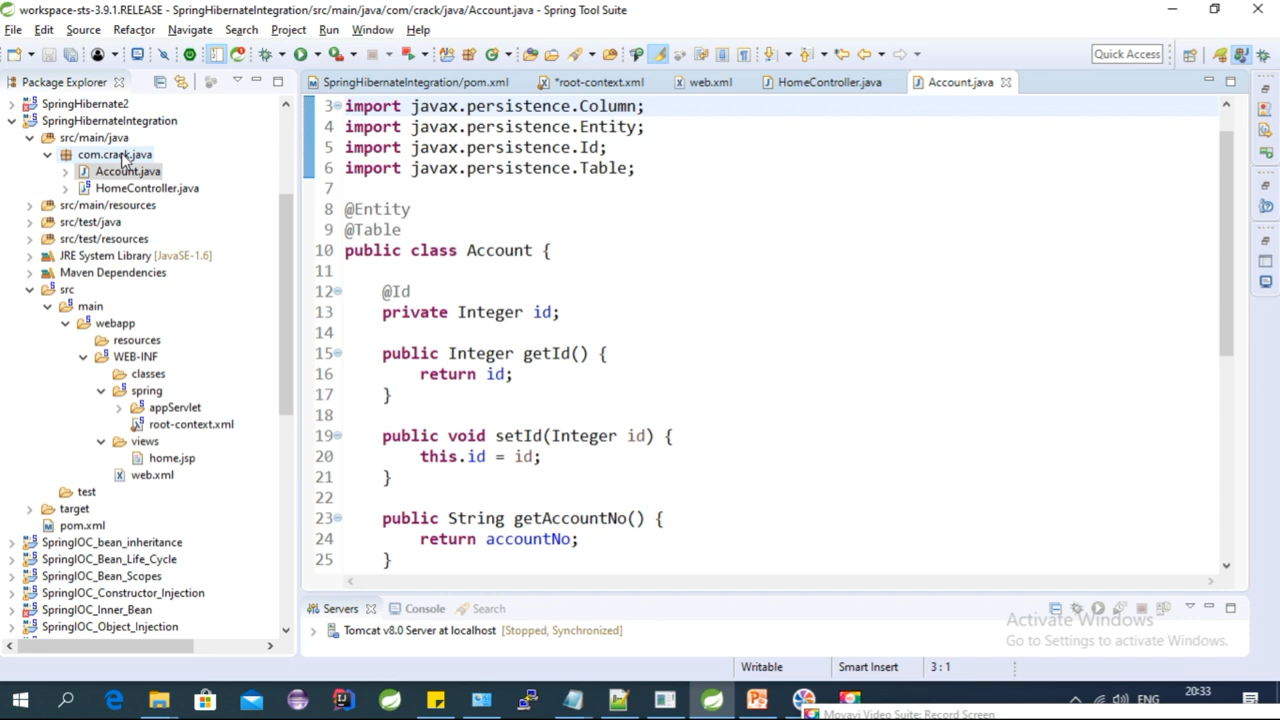 workspace-sts-3.9.1.RELEASE - SpringHibernateIntegration/src/main/java/com/crack/java/Account.java - Spring Tool Suite
File Edit Source Refactor Navigate Search Project Run Window Help
Quick Access
Package Explorer
SpringHibernateIntegration/pom.xml
*root-context.xml
web.xml
HomeController.java
Account.java
SpringHibernate2
SpringHibernateIntegration
src/main/java
com.crack.java
Account.java
HomeController.java
src/main/resources
src/test/java
src/test/resources
JRE System Library [JavaSE-1.6]
Maven Dependencies
src
main
webapp
resources
WEB-INF
classes
spring
appServlet
root-context.xml
views
home.jsp
web.xml
test
target
pom.xml
SpringIOC_bean_inheritance
SpringIOC_Bean_Life_Cycle
SpringIOC_Bean_Scopes
SpringIOC_Constructor_Injection
SpringIOC_Inner_Bean
SpringIOC_Object_Injection
3 import javax.persistence.Column;
4 import javax.persistence.Entity;
5 import javax.persistence.Id;
6 import javax.persistence.Table;
7
8 @Entity
9 @Table
10 public class Account {
11
12 @Id
13 private Integer id;
14
15 public Integer getId() {
16 return id;
17 }
18
19 public void setId(Integer id) {
20 this.id = id;
21 }
22
23 public String getAccountNo() {
24 return accountNo;
25 }
Servers Console Search
Tomcat v8.0 Server at localhost [Stopped, Synchronized]
Activate Windows
Go to Settings to activate Windows.
Writable Smart Insert 3 : 1
ENG
20:33
Movavi Video Suite: Record Screen